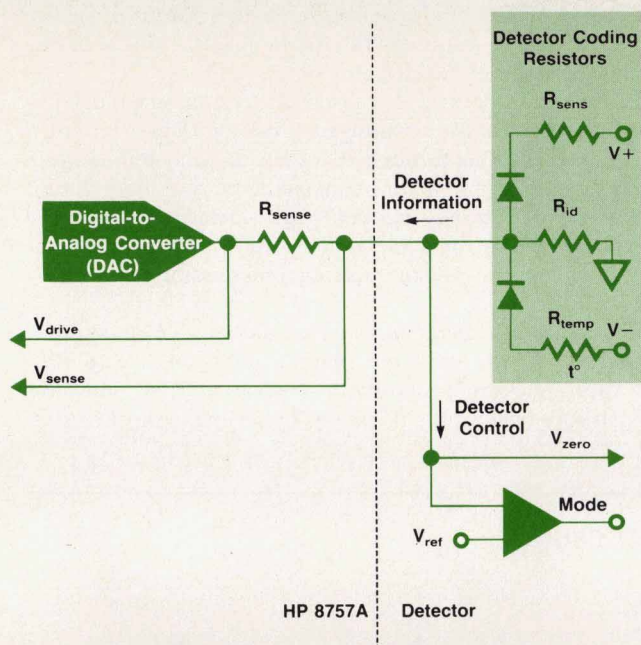 Detector Coding
Resistors
R_sens
V+
Detector
Information
R_id
R_sense
Digital-to-
Analog Converter
(DAC)
R_temp
V−
t°
V_drive
V_sense
Detector
Control
V_zero
Mode
V_ref
HP 8757A
Detector